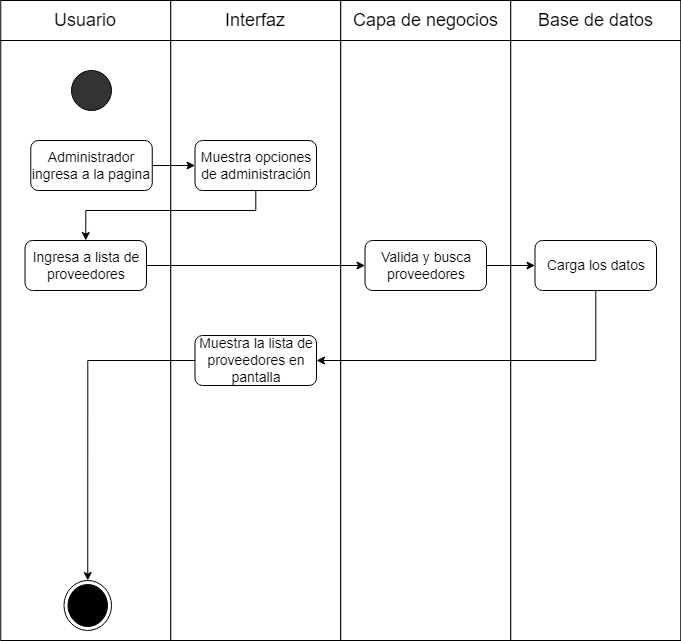 Usuario
Interfaz
Capa de negocios
Base de datos
Administrador
ingresa a la pagina
Muestra opciones
de administración
Ingresa a lista de
proveedores
Valida y busca
proveedores
Carga los datos
Muestra la lista de
proveedores en
pantalla